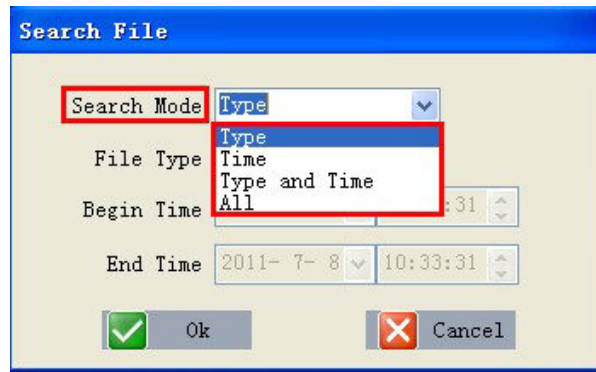 Search File
Search Mode Type
Type
File Type Time
Type and Time
Begin Time All :31
End Time 2011- 7- 8 10:33:31
Ok Cancel